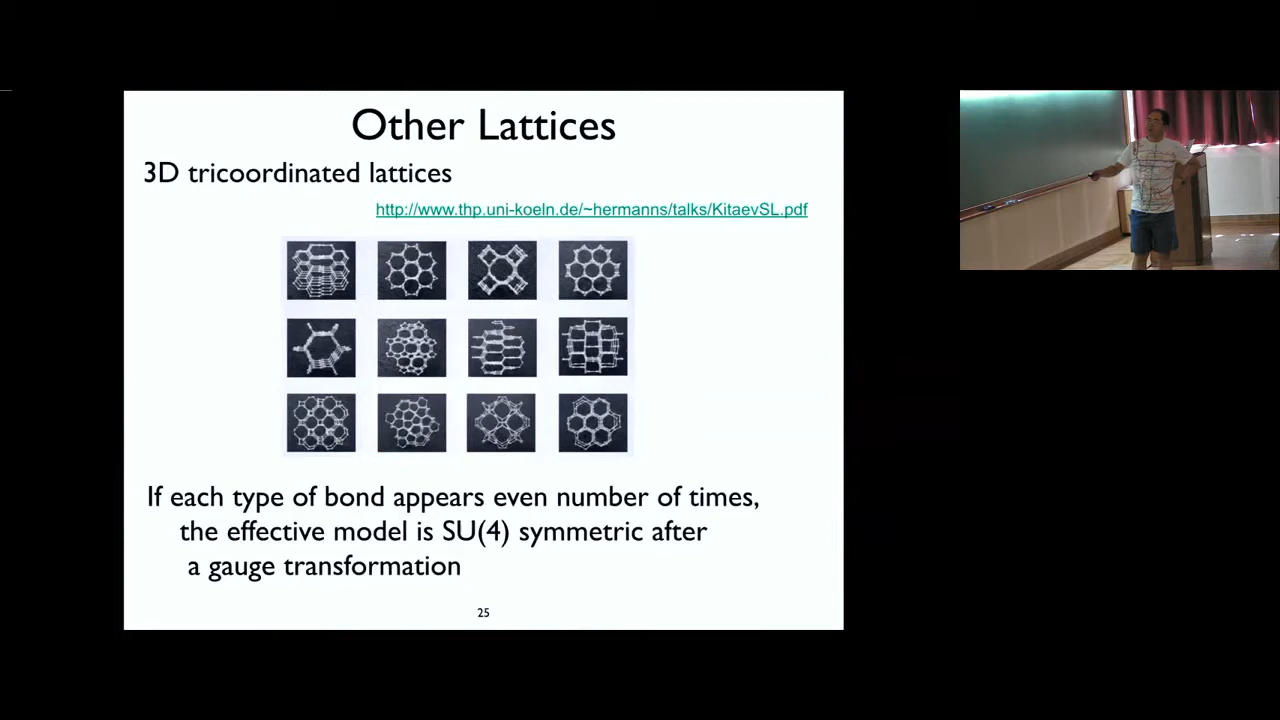 Other Lattices
3D tricoordinated lattices
http://www.thp.uni-koeln.de/~hermanns/talks/KitaevSL.pdf
If each type of bond appears even number of times,
the effective model is SU(4) symmetric after
a gauge transformation
25